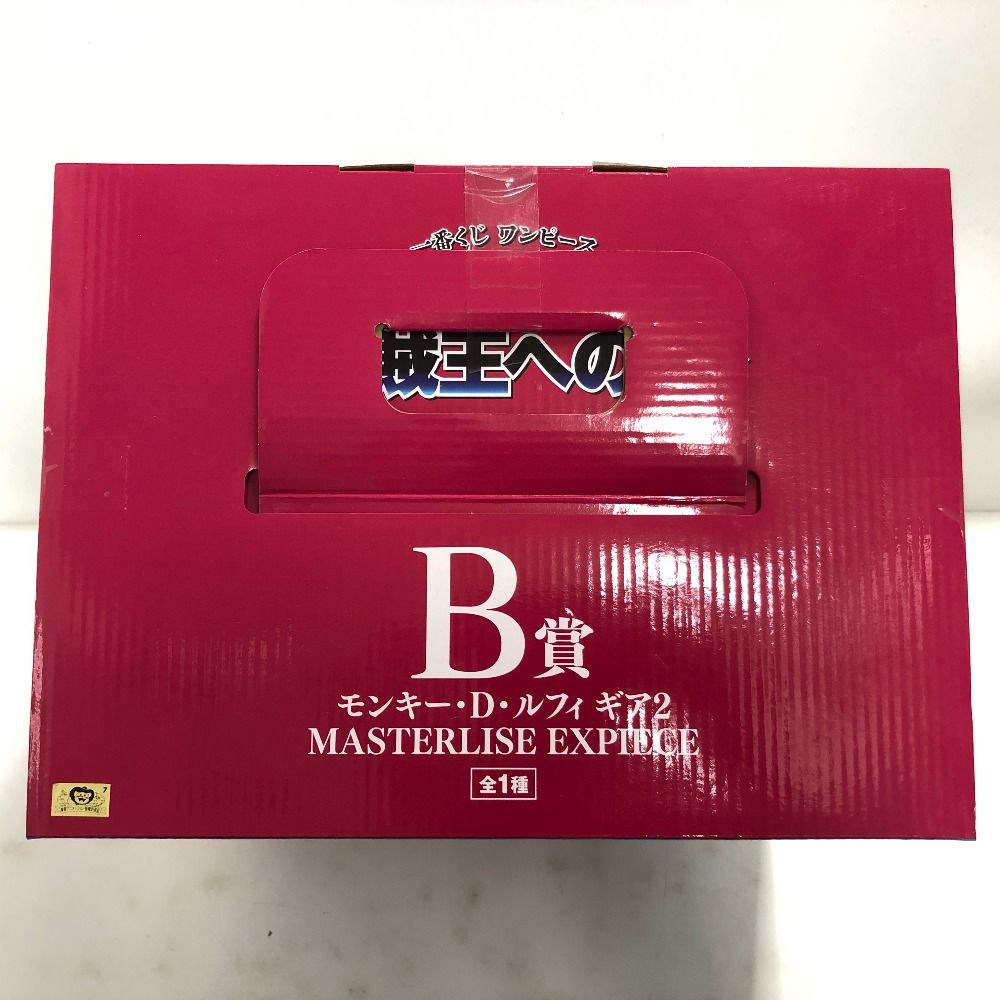 一番くじ ワンピース
賊王への
B賞
モンキー・D・ルフィ ギア2
MASTERLISE EXPIECE
全1種
7